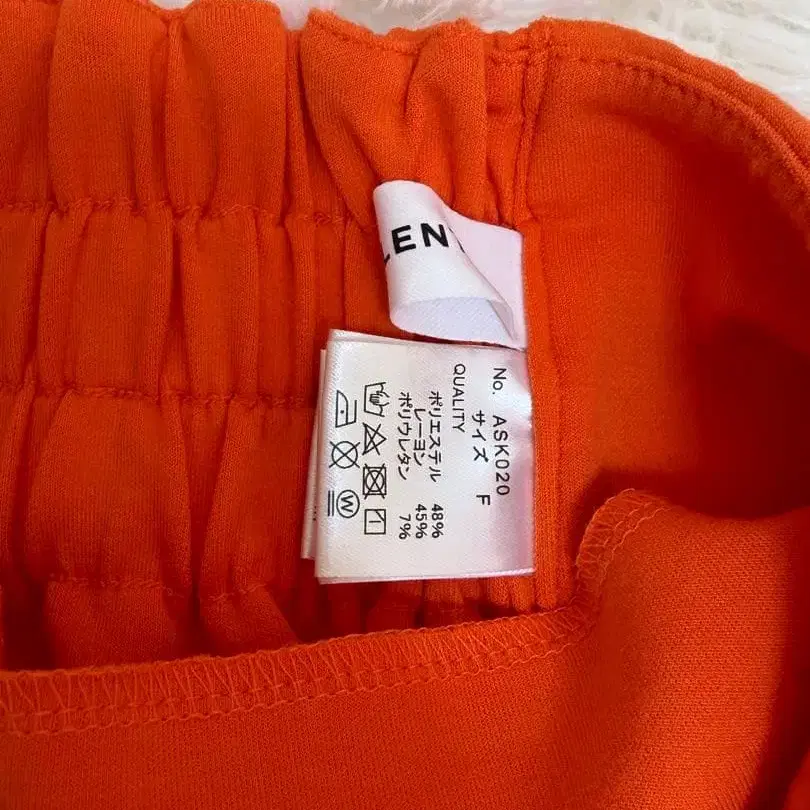 LEN
No. ASK020
サイズ F
QUALITY
ポリエステル 48%
レーヨン 45%
ポリウレタン 7%
W